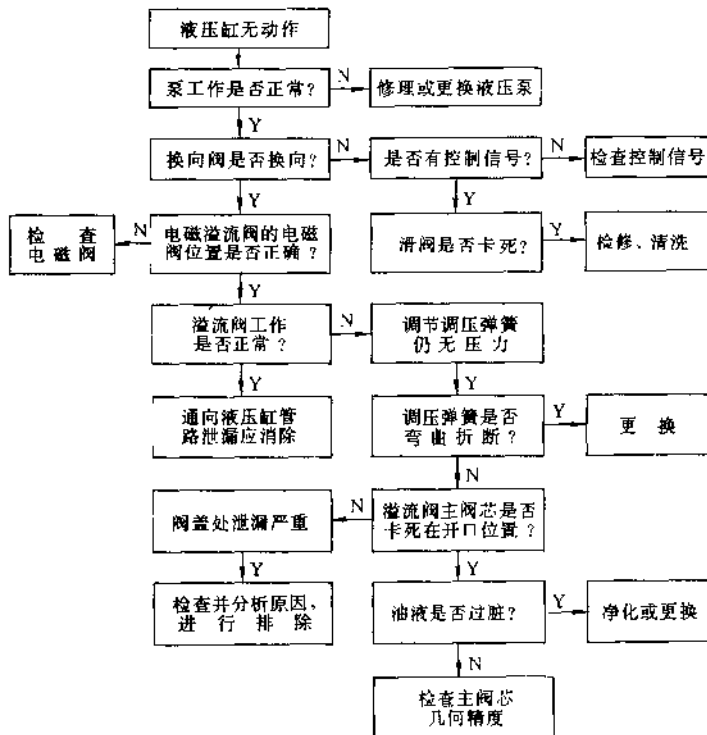 液压缸无动作
泵工作是否正常?
N
修理或更换液压泵
Y
换向阀是否换向?
N
是否有控制信号?
N
检查控制信号
Y
Y
检查
电磁阀
N
电磁溢流阀的电磁
阀位置是否正确?
滑阀是否卡死?
Y
检修、清洗
Y
溢流阀工作
是否正常?
N
调节调压弹簧
仍无压力
Y
Y
通向液压缸管
路泄漏应消除
调压弹簧是否
弯曲折断?
Y
更换
N
阀盖处泄漏严重
N
溢流阀主阀芯是否
卡死在开口位置?
Y
Y
检查并分析原因,
进行排除
油液是否过脏?
Y
净化或更换
N
检查主阀芯
几何精度